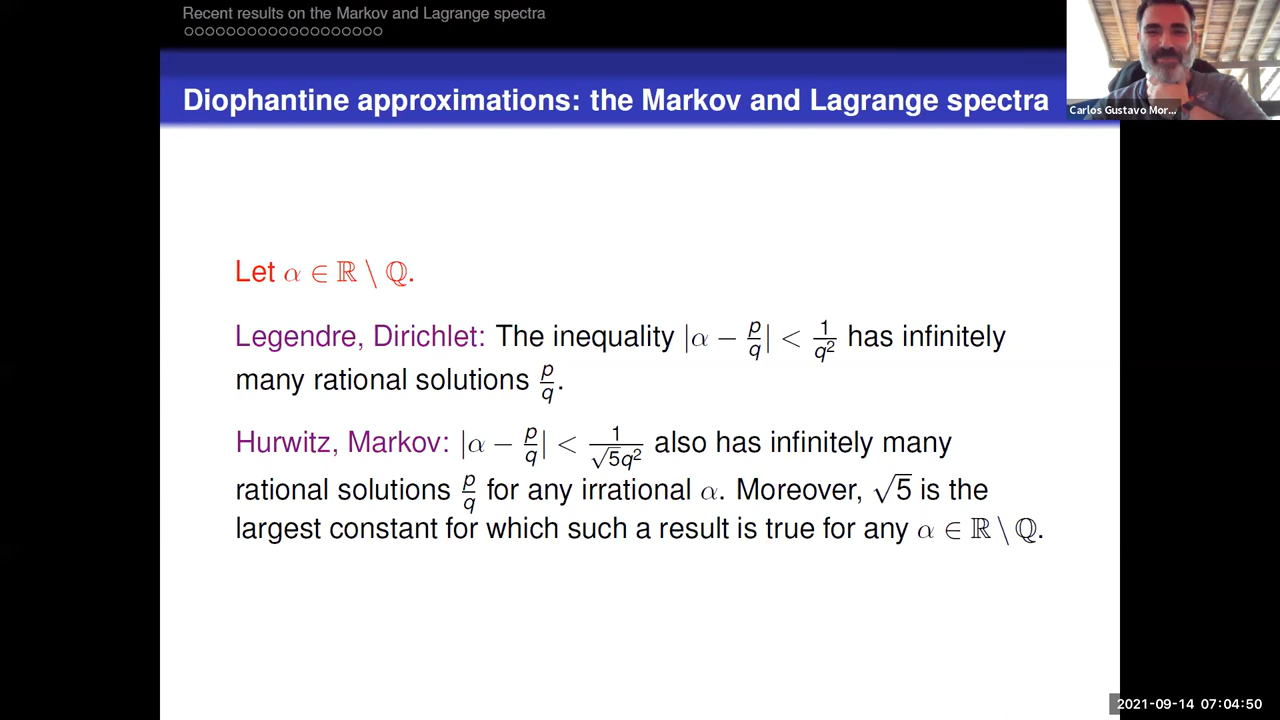 Recent results on the Markov and Lagrange spectra
Diophantine approximations: the Markov and Lagrange spectra
Carlos Gustavo Mor...
Let α ∈ ℝ \ ℚ.
Legendre, Dirichlet: The inequality |α − p/q| < 1/q² has infinitely
many rational solutions p/q.
Hurwitz, Markov: |α − p/q| < 1/(√5q²) also has infinitely many
rational solutions p/q for any irrational α. Moreover, √5 is the
largest constant for which such a result is true for any α ∈ ℝ \ ℚ.
2021-09-14 07:04:50